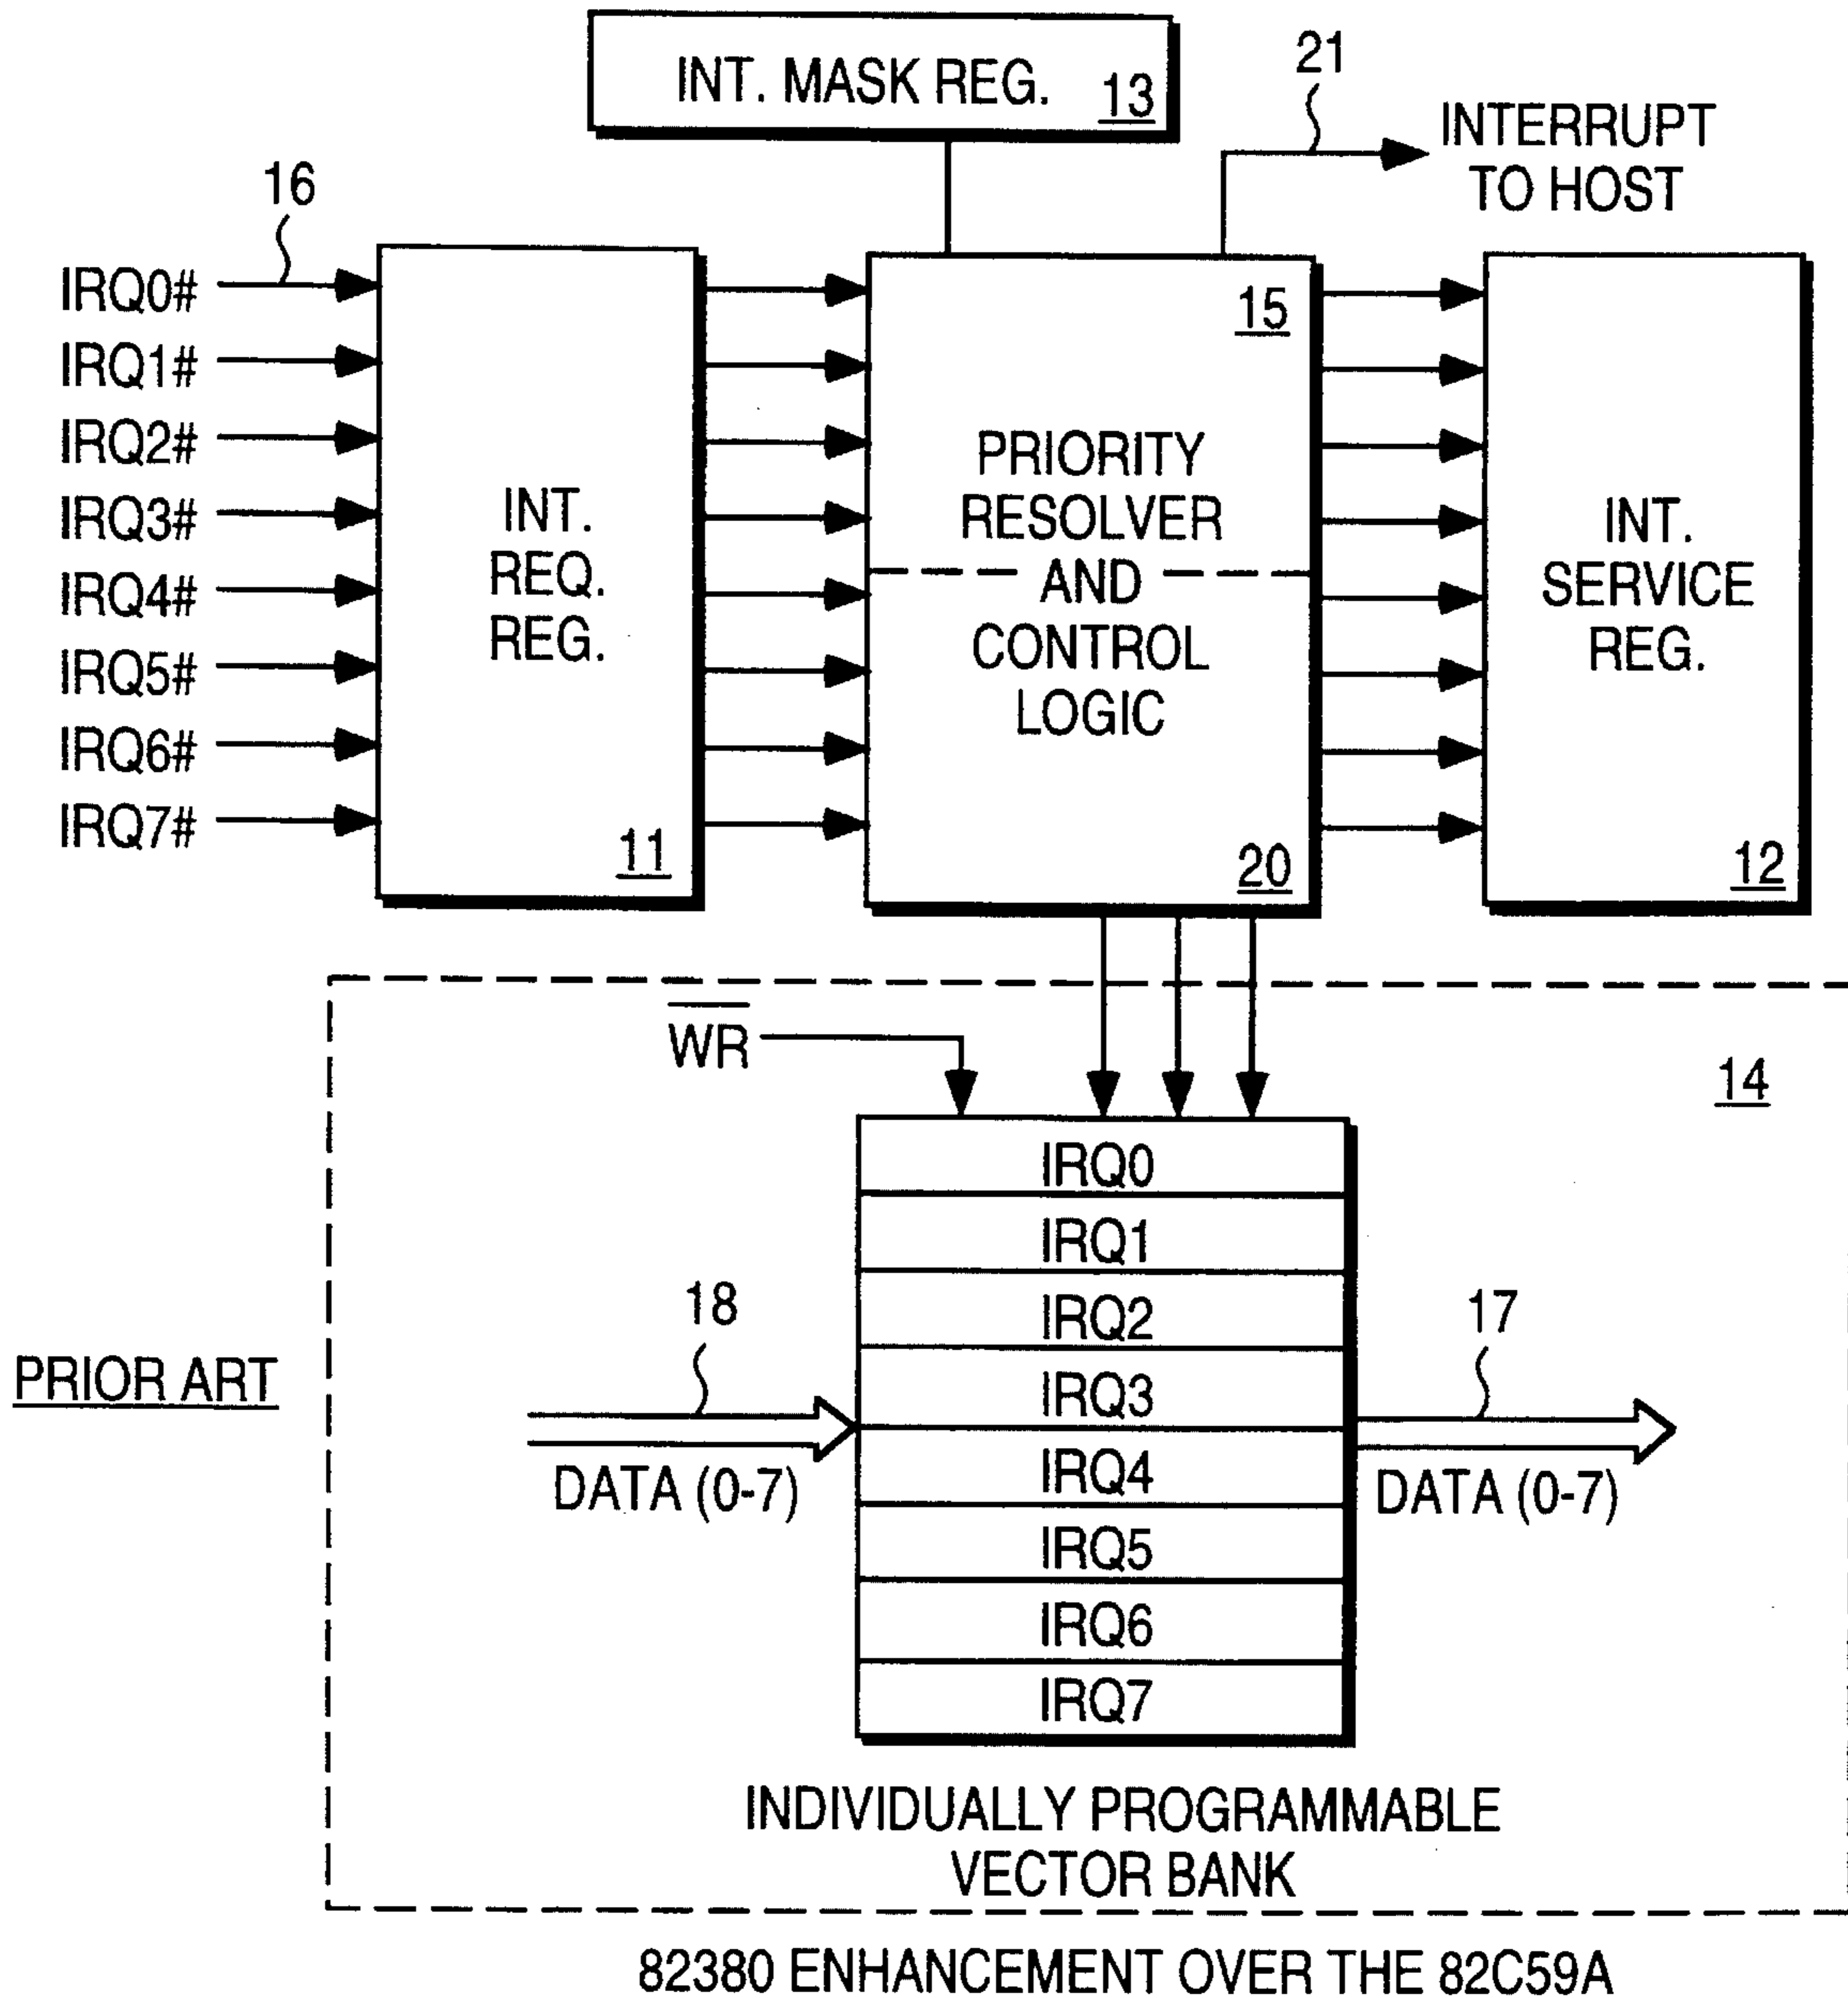 INT. MASK REG. 13
21
INTERRUPT
TO HOST
16
IRQ0#
IRQ1#
IRQ2#
IRQ3#
IRQ4#
IRQ5#
IRQ6#
IRQ7#
INT.
REQ.
REG.
11
15
PRIORITY
RESOLVER
AND
CONTROL
LOGIC
20
INT.
SERVICE
REG.
12
WR
14
IRQ0
IRQ1
IRQ2
IRQ3
IRQ4
IRQ5
IRQ6
IRQ7
18
DATA (0-7)
17
DATA (0-7)
PRIOR ART
INDIVIDUALLY PROGRAMMABLE
VECTOR BANK
82380 ENHANCEMENT OVER THE 82C59A